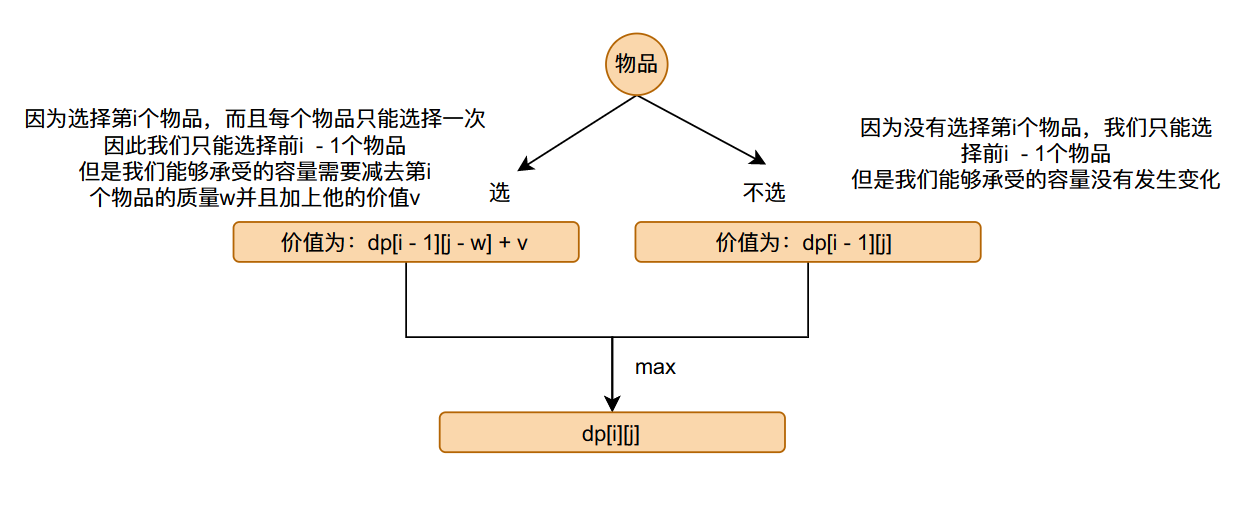 物品
因为选择第i个物品，而且每个物品只能选择一次
因此我们只能选择前i - 1个物品
但是我们能够承受的容量需要减去第i
个物品的质量w并且加上他的价值v
因为没有选择第i个物品，我们只能选
择前i - 1个物品
但是我们能够承受的容量没有发生变化
选
不选
价值为：dp[i - 1][j - w] + v
价值为：dp[i - 1][j]
max
dp[i][j]